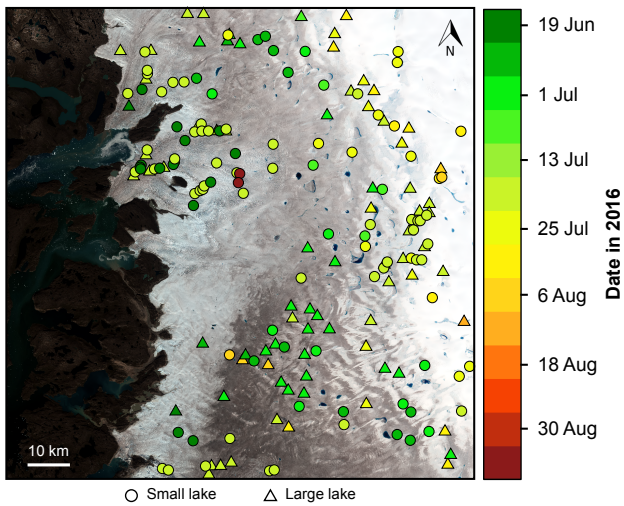 N
19 Jun
1 Jul
13 Jul
25 Jul
6 Aug
18 Aug
30 Aug
Date in 2016
10 km
Small lake
Large lake